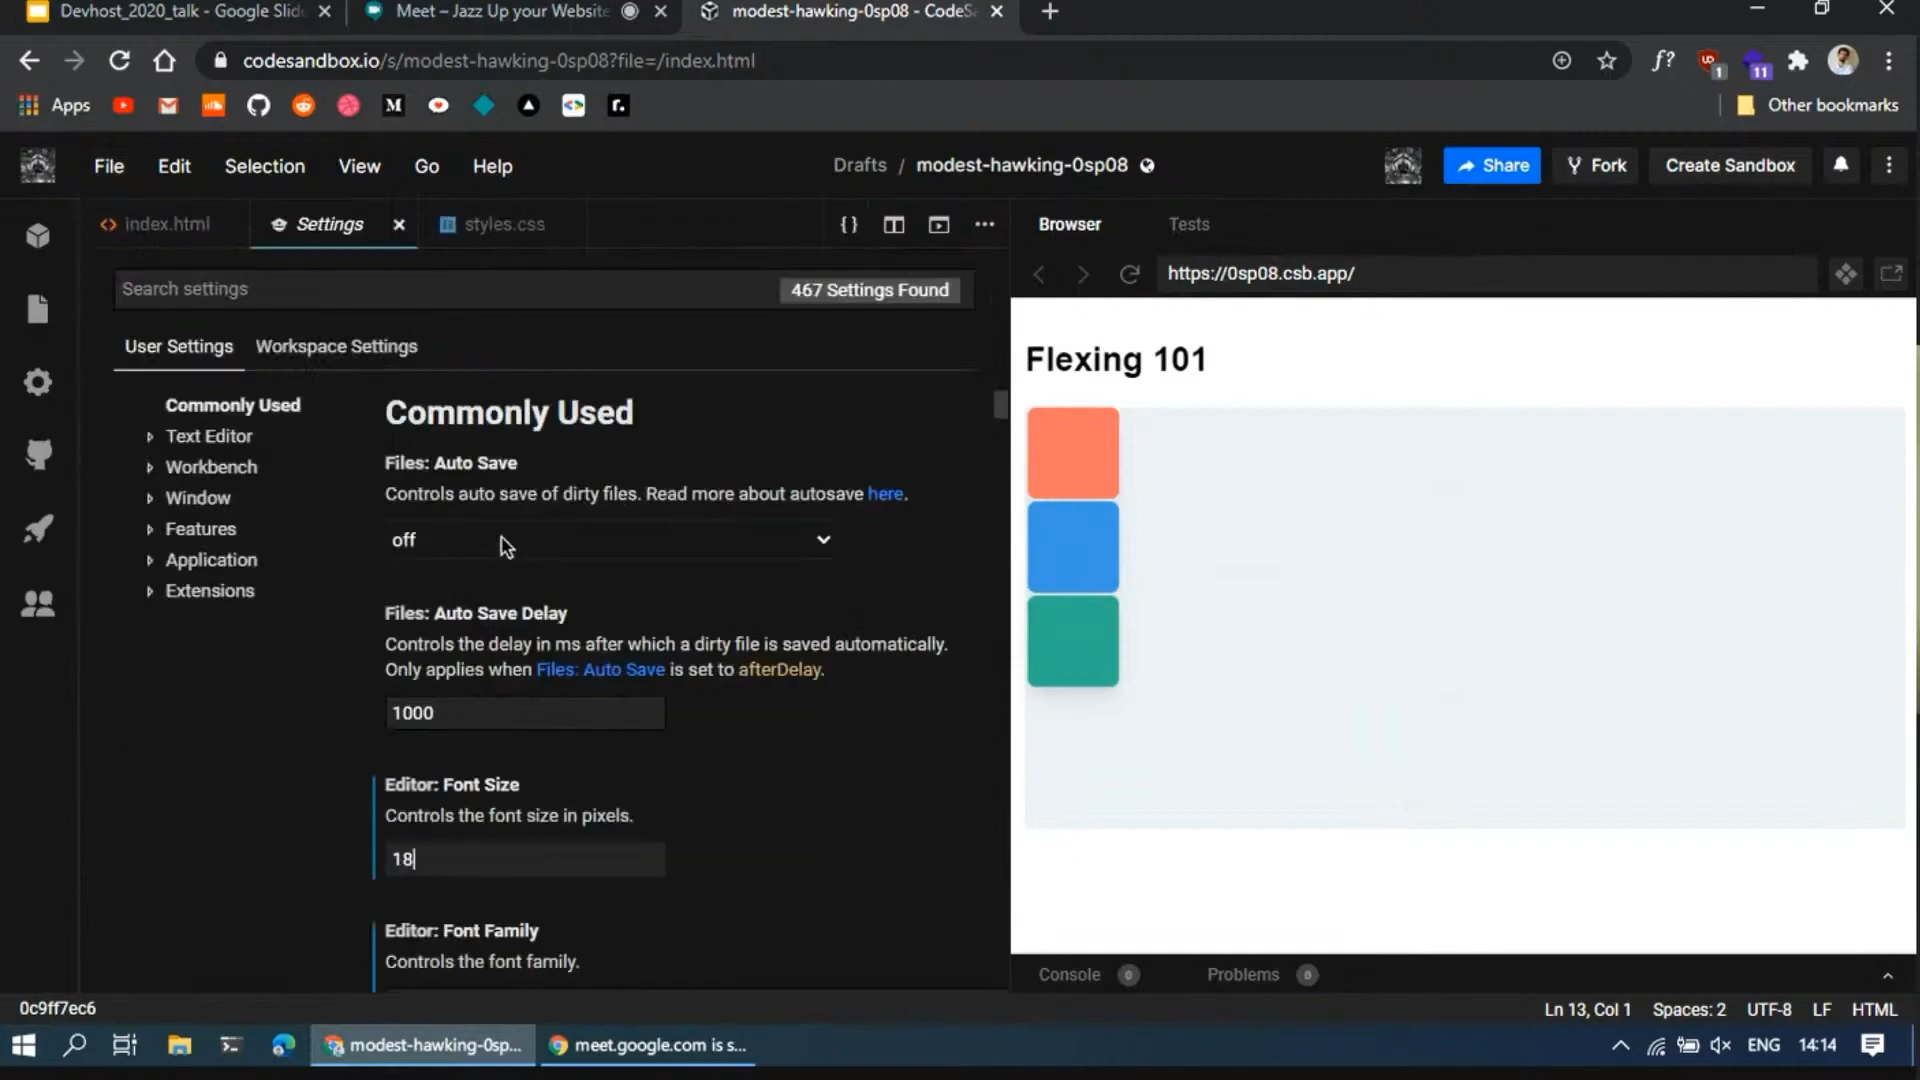 Devhost_2020_talk - Google Slide
Meet – Jazz Up your Website
modest-hawking-0sp08 - CodeSa
codesandbox.io/s/modest-hawking-0sp08?file=/index.html
f?
UD
1
11
Apps
M
r.
Other bookmarks
File
Edit
Selection
View
Go
Help
Drafts / modest-hawking-0sp08
Share
Fork
Create Sandbox
index.html
Settings
styles.css
Browser
Tests
Search settings
467 Settings Found
https://0sp08.csb.app/
User Settings
Workspace Settings
Flexing 101
Commonly Used
Text Editor
Workbench
Window
Features
Application
Extensions
Commonly Used
Files: Auto Save
Controls auto save of dirty files. Read more about autosave here.
off
Files: Auto Save Delay
Controls the delay in ms after which a dirty file is saved automatically.
Only applies when Files: Auto Save is set to afterDelay.
1000
Editor: Font Size
Controls the font size in pixels.
18
Editor: Font Family
Controls the font family.
Console 0
Problems 0
0c9ff7ec6
Ln 13, Col 1
Spaces: 2
UTF-8
LF
HTML
modest-hawking-0sp...
meet.google.com is s...
ENG
14:14